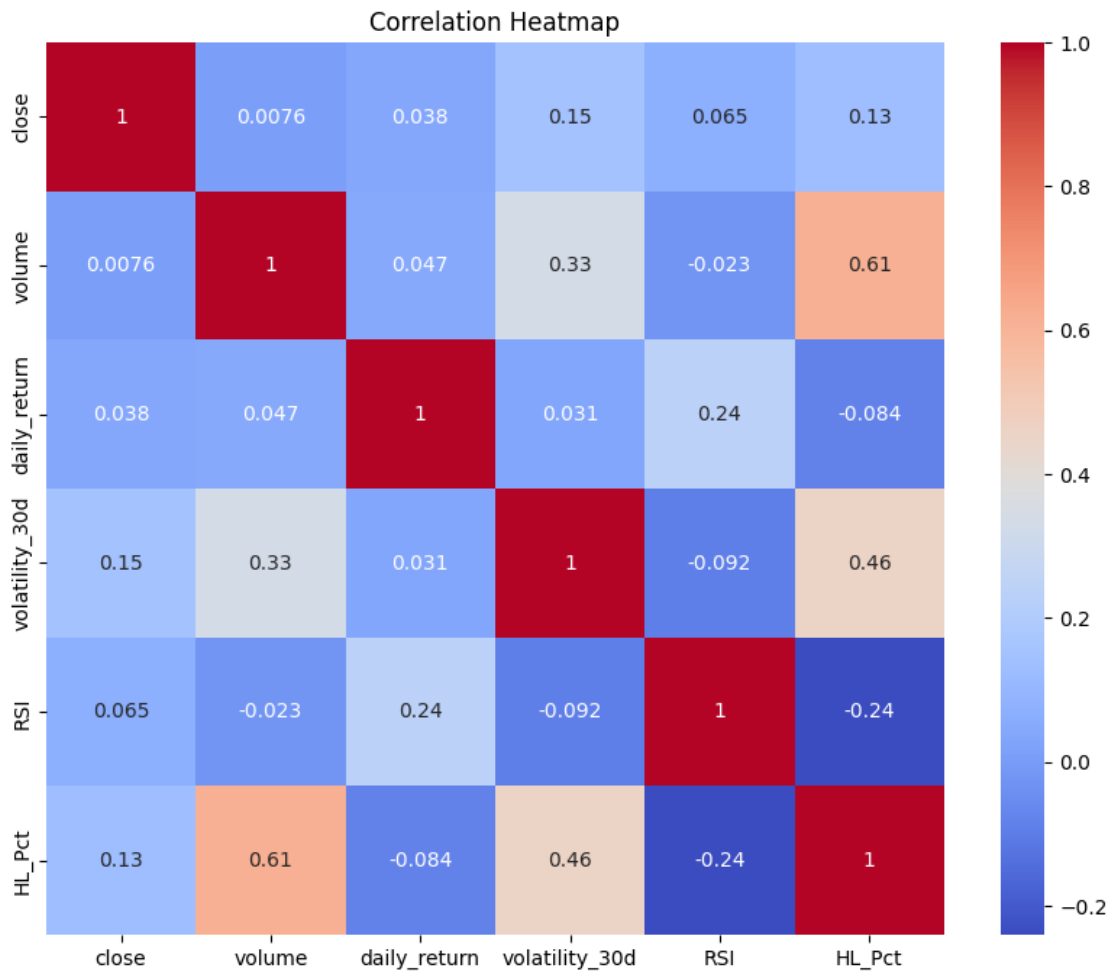 Correlation Heatmap
close 1 0.0076 0.038 0.15 0.065 0.13
volume 0.0076 1 0.047 0.33 -0.023 0.61
daily_return 0.038 0.047 1 0.031 0.24 -0.084
volatility_30d 0.15 0.33 0.031 1 -0.092 0.46
RSI 0.065 -0.023 0.24 -0.092 1 -0.24
HL_Pct 0.13 0.61 -0.084 0.46 -0.24 1
close volume daily_return volatility_30d RSI HL_Pct
1.0
0.8
0.6
0.4
0.2
0.0
−0.2